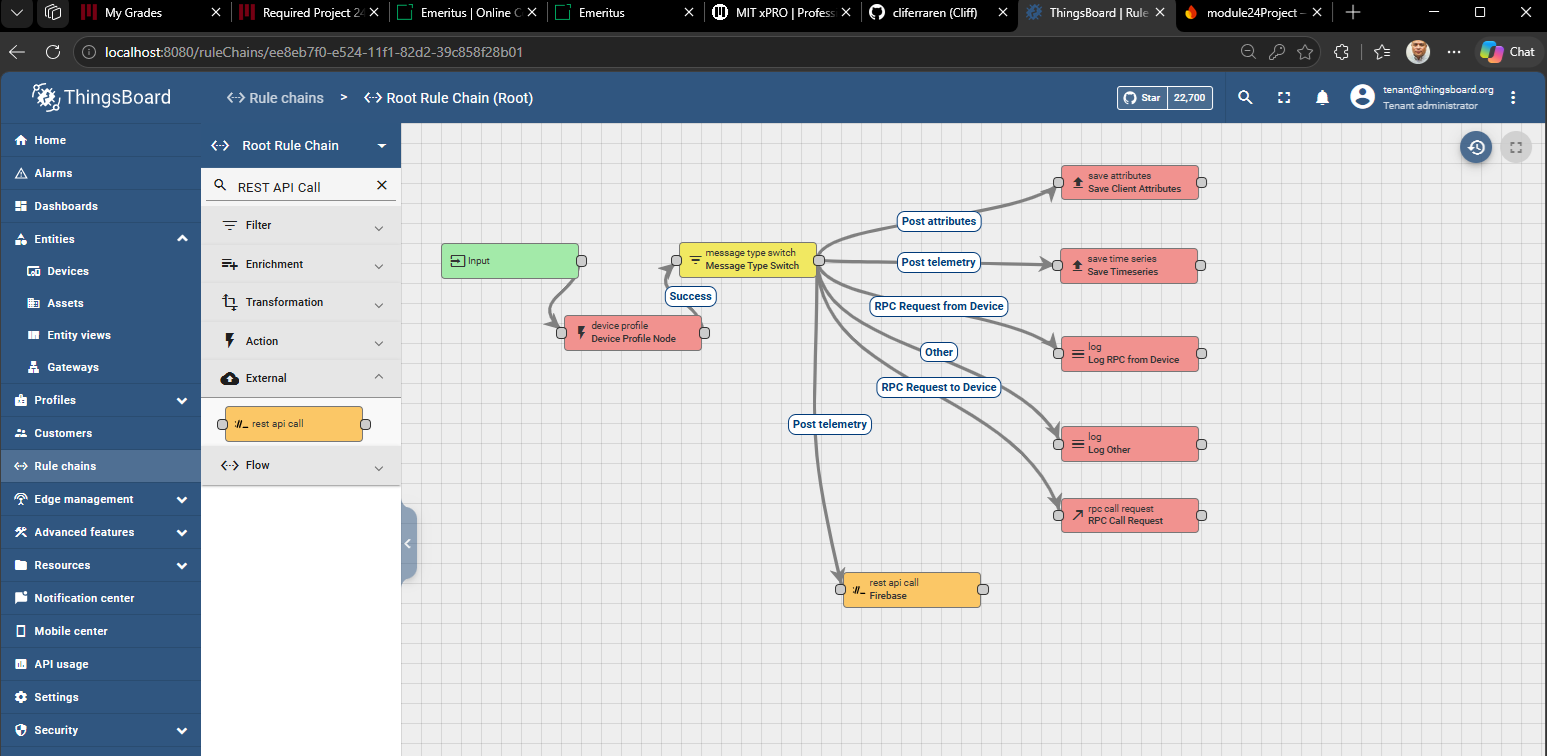 My Grades
Required Project 24
Emeritus | Online C
Emeritus
MIT xPRO | Profess
cliferraren (Cliff)
ThingsBoard | Rule
module24Project –
localhost:8080/ruleChains/ee8eb7f0-e524-11f1-82d2-39c858f28b01
Chat
ThingsBoard
Rule chains > Root Rule Chain (Root)
Star 22,700
tenant@thingsboard.org
Tenant administrator
Home
Alarms
Dashboards
Entities
Devices
Assets
Entity views
Gateways
Profiles
Customers
Rule chains
Edge management
Advanced features
Resources
Notification center
Mobile center
API usage
Settings
Security
Root Rule Chain
REST API Call
Filter
Enrichment
Transformation
Action
External
rest api call
Flow
Input
device profile
Device Profile Node
Success
message type switch
Message Type Switch
Post attributes
Post telemetry
RPC Request from Device
Other
RPC Request to Device
Post telemetry
save attributes
Save Client Attributes
save time series
Save Timeseries
log
Log RPC from Device
log
Log Other
rpc call request
RPC Call Request
rest api call
Firebase